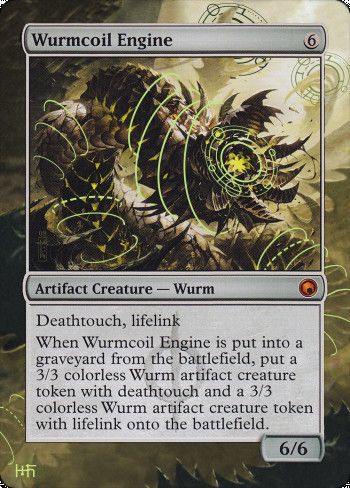 Wurmcoil Engine 6
Artifact Creature — Wurm
Deathtouch, lifelink
When Wurmcoil Engine is put into a
graveyard from the battlefield, put a
3/3 colorless Wurm artifact creature
token with deathtouch and a 3/3
colorless Wurm artifact creature token
with lifelink onto the battlefield.
6/6